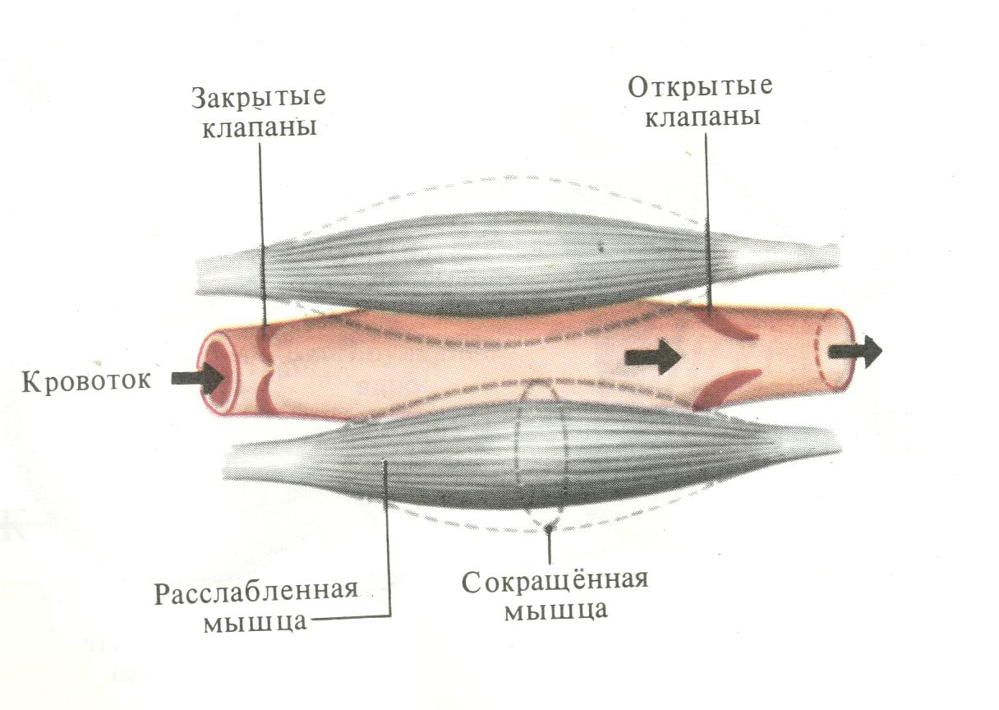 Закрытые
клапаны
Открытые
клапаны
Кровоток
Расслабленная
мышца
Сокращённая
мышца